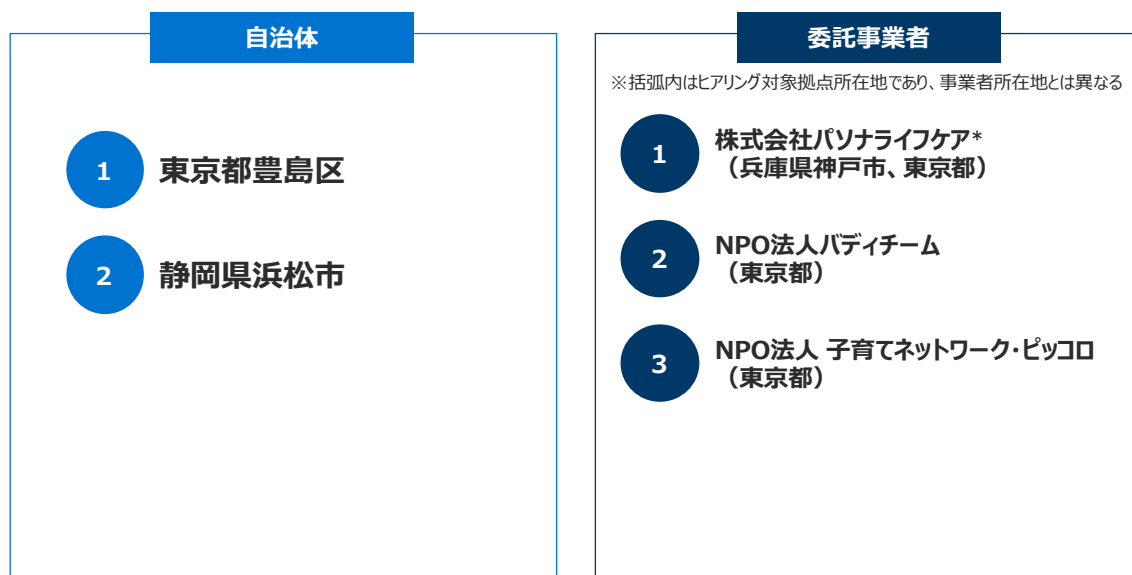 自治体
1
東京都豊島区
2
静岡県浜松市
委託事業者
※括弧内はヒアリング対象拠点所在地であり、事業者所在地とは異なる
1
株式会社パソナライフケア*
（兵庫県神戸市、東京都）
2
NPO法人バディチーム
（東京都）
3
NPO法人 子育てネットワーク・ピッコロ
（東京都）